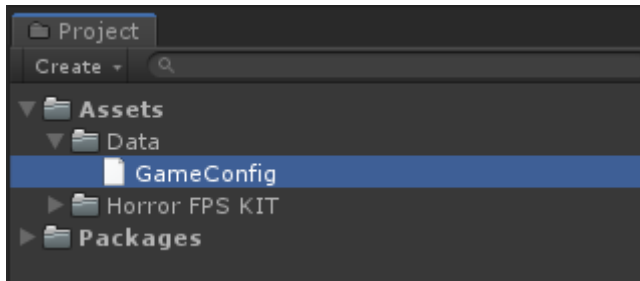 Project
Create
Assets
Data
GameConfig
Horror FPS KIT
Packages